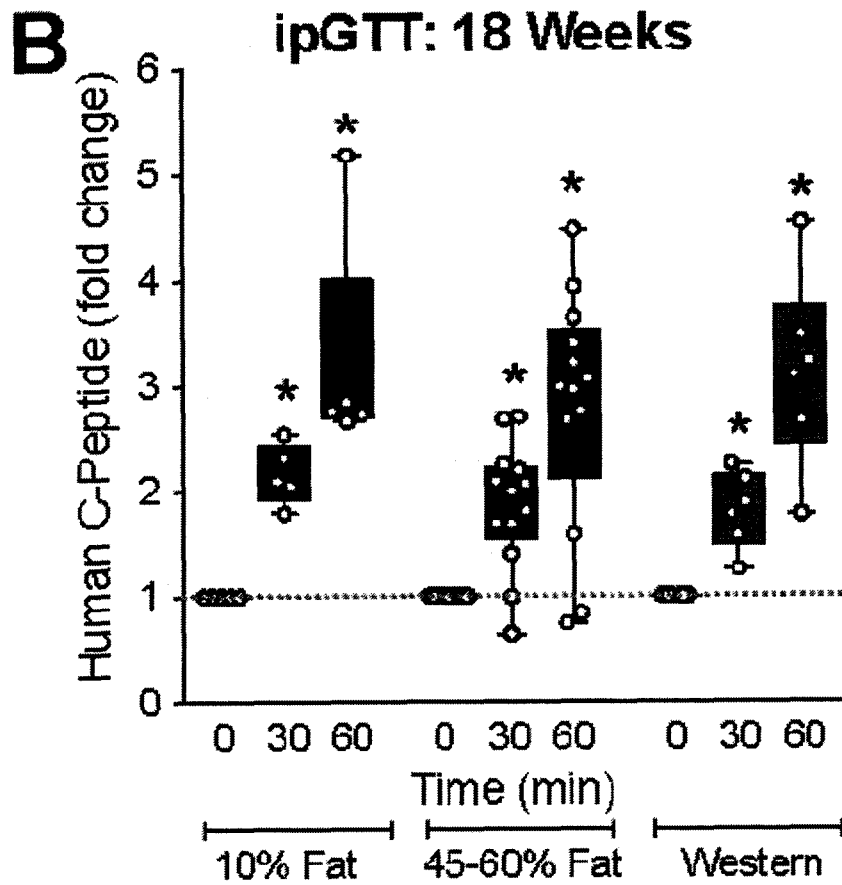 B ipGTT: 18 Weeks
Human C-Peptide (fold change)
6
5
4
3
2
1
0
* * * * * *
0 30 60 0 30 60 0 30 60
Time (min)
10% Fat 45-60% Fat Western